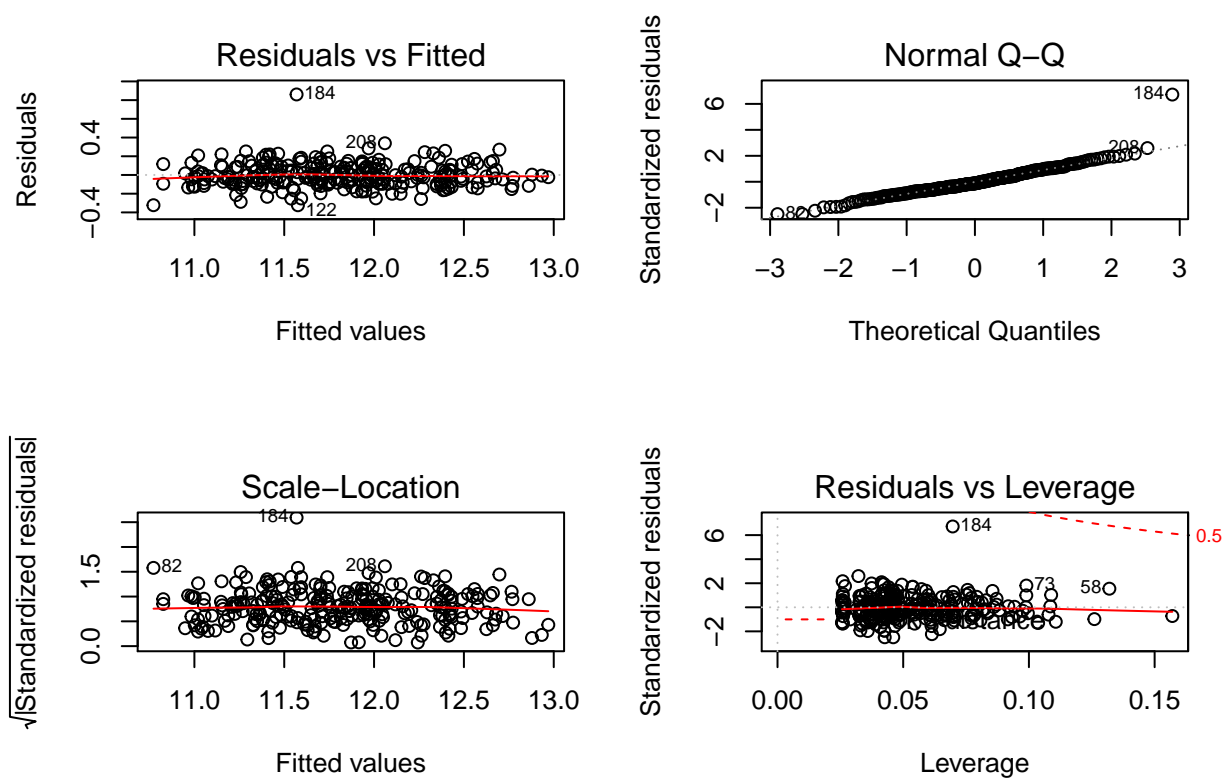 Residuals vs Fitted
Residuals
−0.4 0.4
184
208
122
11.0 11.5 12.0 12.5 13.0
Fitted values
Normal Q−Q
Standardized residuals
−2 2 6
184
208
−3 −2 −1 0 1 2 3
Theoretical Quantiles
Scale−Location
√|Standardized residuals|
0.0 1.5
184
82
208
11.0 11.5 12.0 12.5 13.0
Fitted values
Residuals vs Leverage
Standardized residuals
−2 2 6
184
0.5
73
58
0.00 0.05 0.10 0.15
Leverage